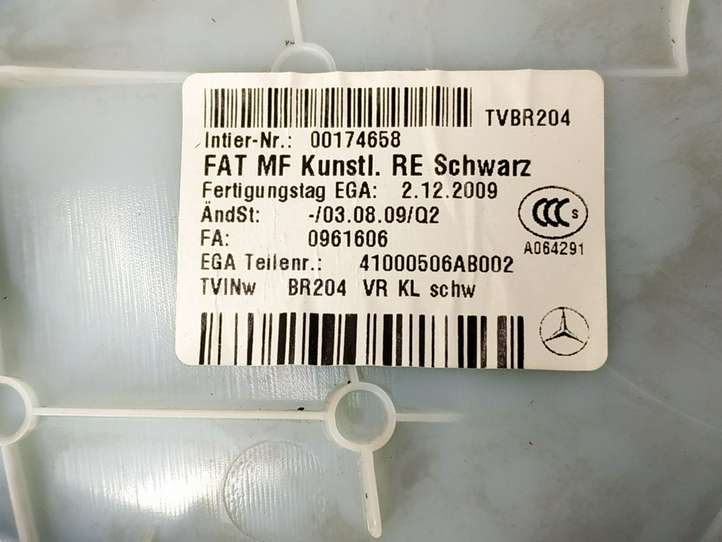 TVBR204
Intier-Nr.: 00174658
FAT MF Kunstl. RE Schwarz
Fertigungstag EGA: 2.12.2009
ÄndSt: -/03.08.09/Q2
FA: 0961606
EGA Teilenr.: 41000506AB002
TVINw BR204 VR KL schw
CCC S
A064291